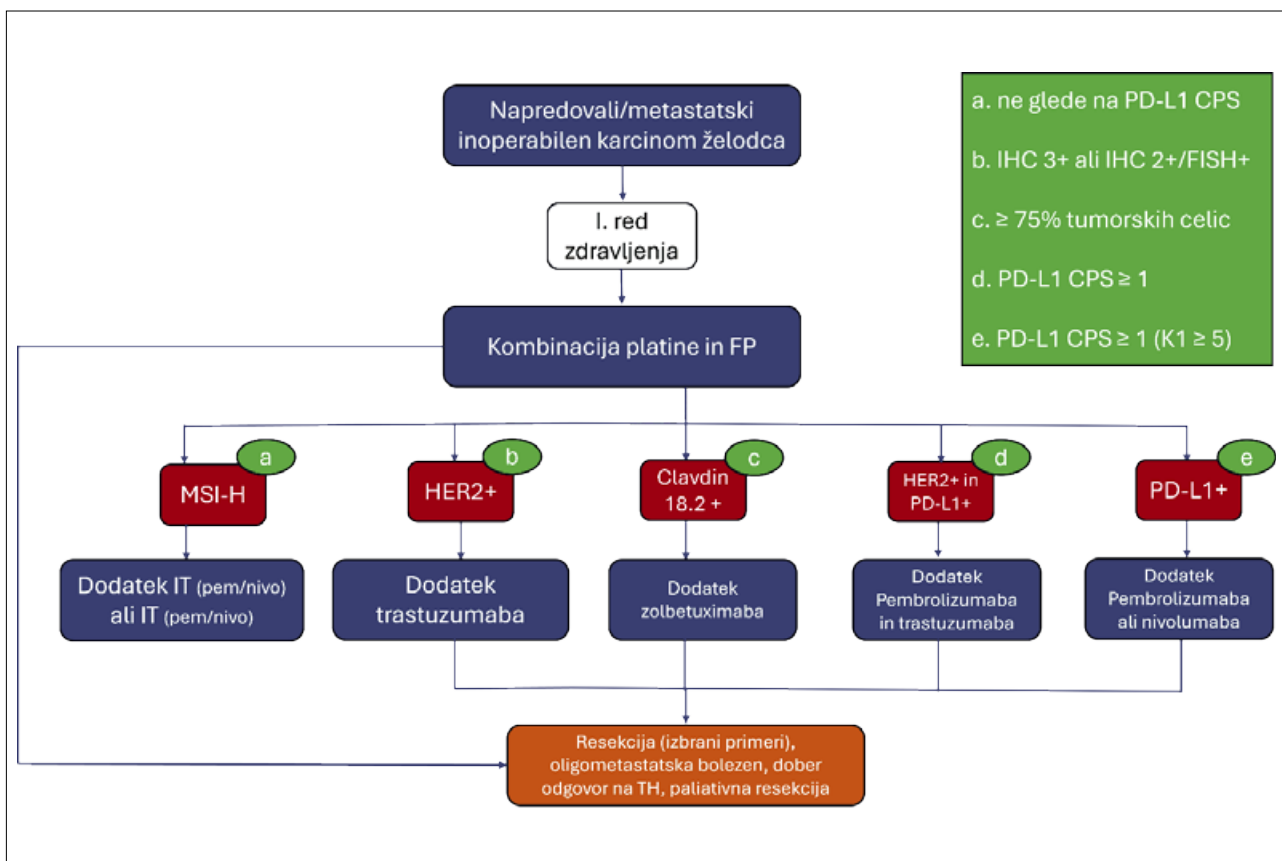 Napredovali/metastatski
inoperabilen karcinom želodca
I. red
zdravljenja
Kombinacija platine in FP
a. ne glede na PD-L1 CPS
b. IHC 3+ ali IHC 2+/FISH+
c. ≥ 75% tumorskih celic
d. PD-L1 CPS ≥ 1
e. PD-L1 CPS ≥ 1 (K1 ≥ 5)
a
MSI-H
b
HER2+
c
Clavdin
18.2 +
d
HER2+ in
PD-L1+
e
PD-L1+
Dodatek IT (pem/nivo)
ali IT (pem/nivo)
Dodatek
trastuzumaba
Dodatek
zolbetuximaba
Dodatek
Pembrolizumaba
in trastuzumaba
Dodatek
Pembrolizumaba
ali nivolumaba
Resekcija (izbrani primeri),
oligometastatska bolezen, dober
odgovor na TH, paliativna resekcija